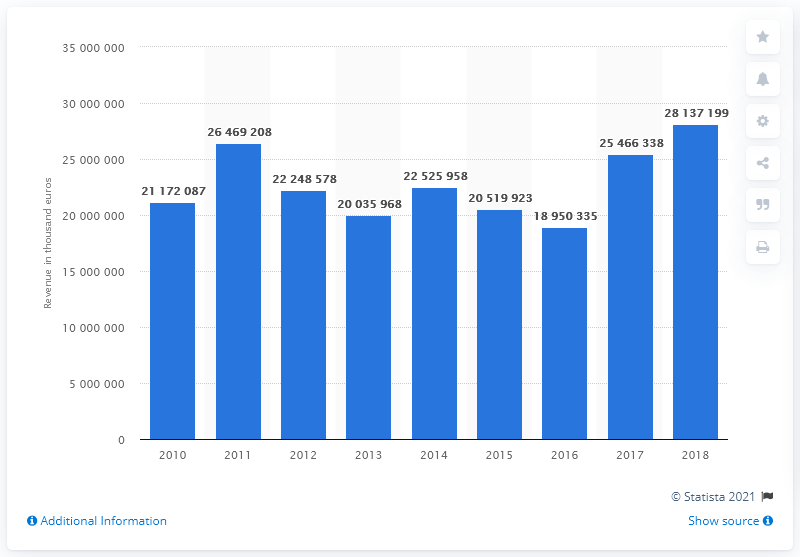 35 000 000
30 000 000
25 000 000
20 000 000
15 000 000
10 000 000
5 000 000
0
Revenue in thousand euros
21 172 087
26 469 208
22 248 578
20 035 968
22 525 958
20 519 923
18 950 335
25 466 338
28 137 199
2010 2011 2012 2013 2014 2015 2016 2017 2018
© Statista 2021
Additional Information
Show source